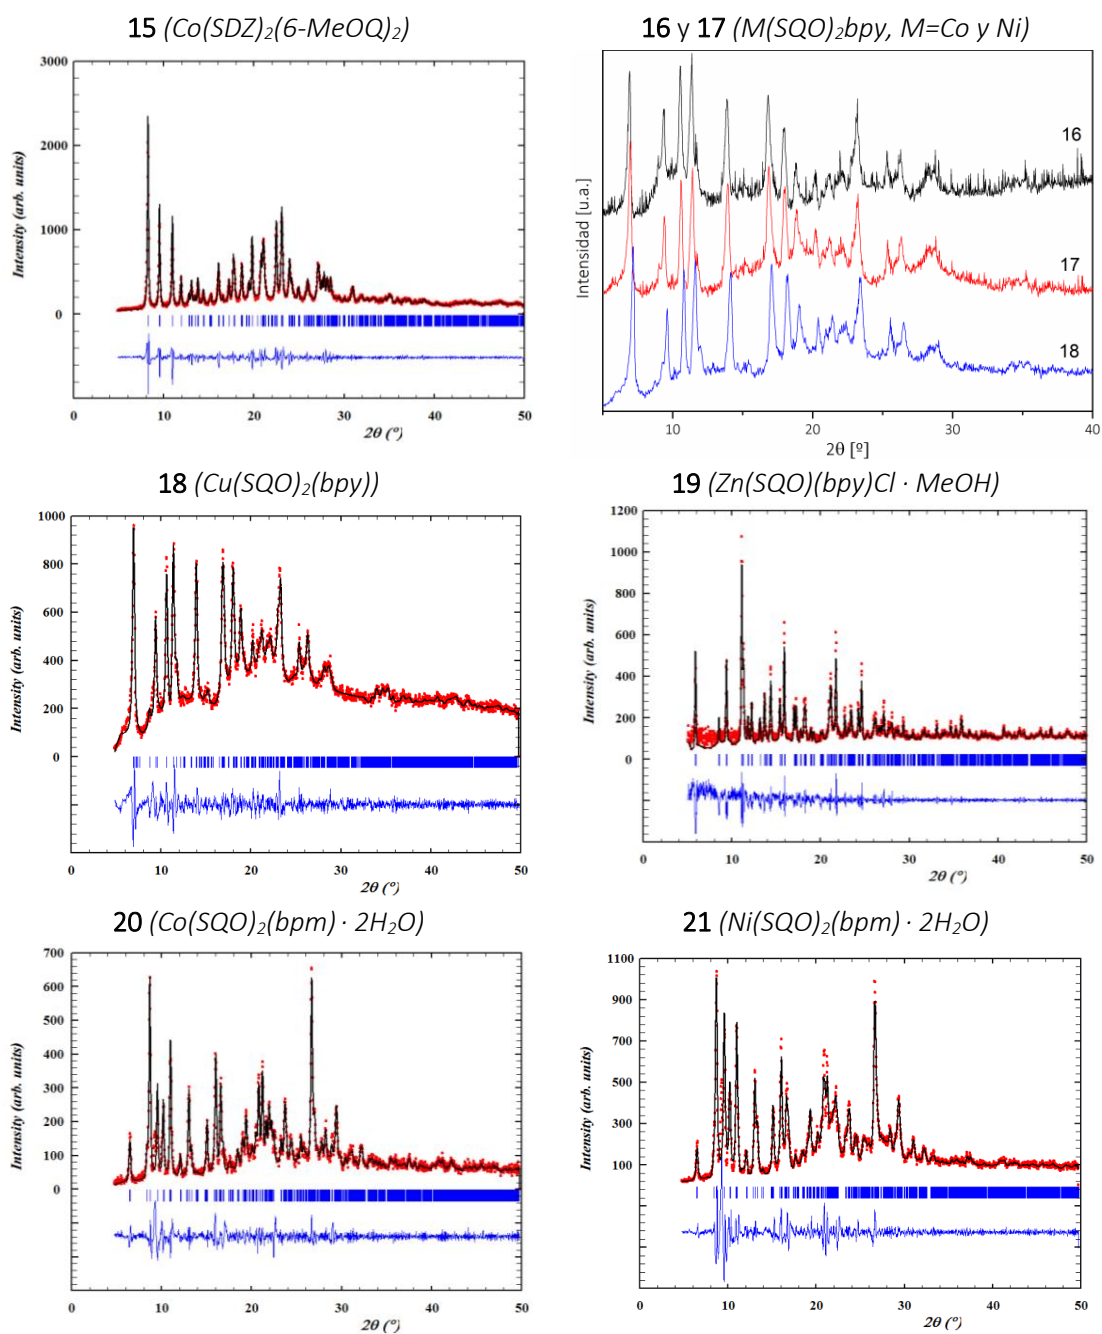 15 (Co(SDZ)2(6-MeOQ)2)
16 y 17 (M(SQO)2bpy, M=Co y Ni)
3000
2000
1000
0
Intensity (arb. units)
0 10 20 30 40 50
2θ (º)
Intensidad [u.a.]
16
17
18
10 20 30 40
2θ [º]
18 (Cu(SQO)2(bpy))
19 (Zn(SQO)(bpy)Cl · MeOH)
1000
800
600
400
200
0
Intensity (arb. units)
0 10 20 30 40 50
2θ (º)
1200
1000
800
600
400
200
0
Intensity (arb. units)
0 10 20 30 40 50
2θ (º)
20 (Co(SQO)2(bpm) · 2H2O)
21 (Ni(SQO)2(bpm) · 2H2O)
700
600
500
400
300
200
100
0
Intensity (arb. units)
0 10 20 30 40 50
2θ (º)
1100
900
700
500
300
100
Intensity (arb. units)
0 10 20 30 40 50
2θ (º)